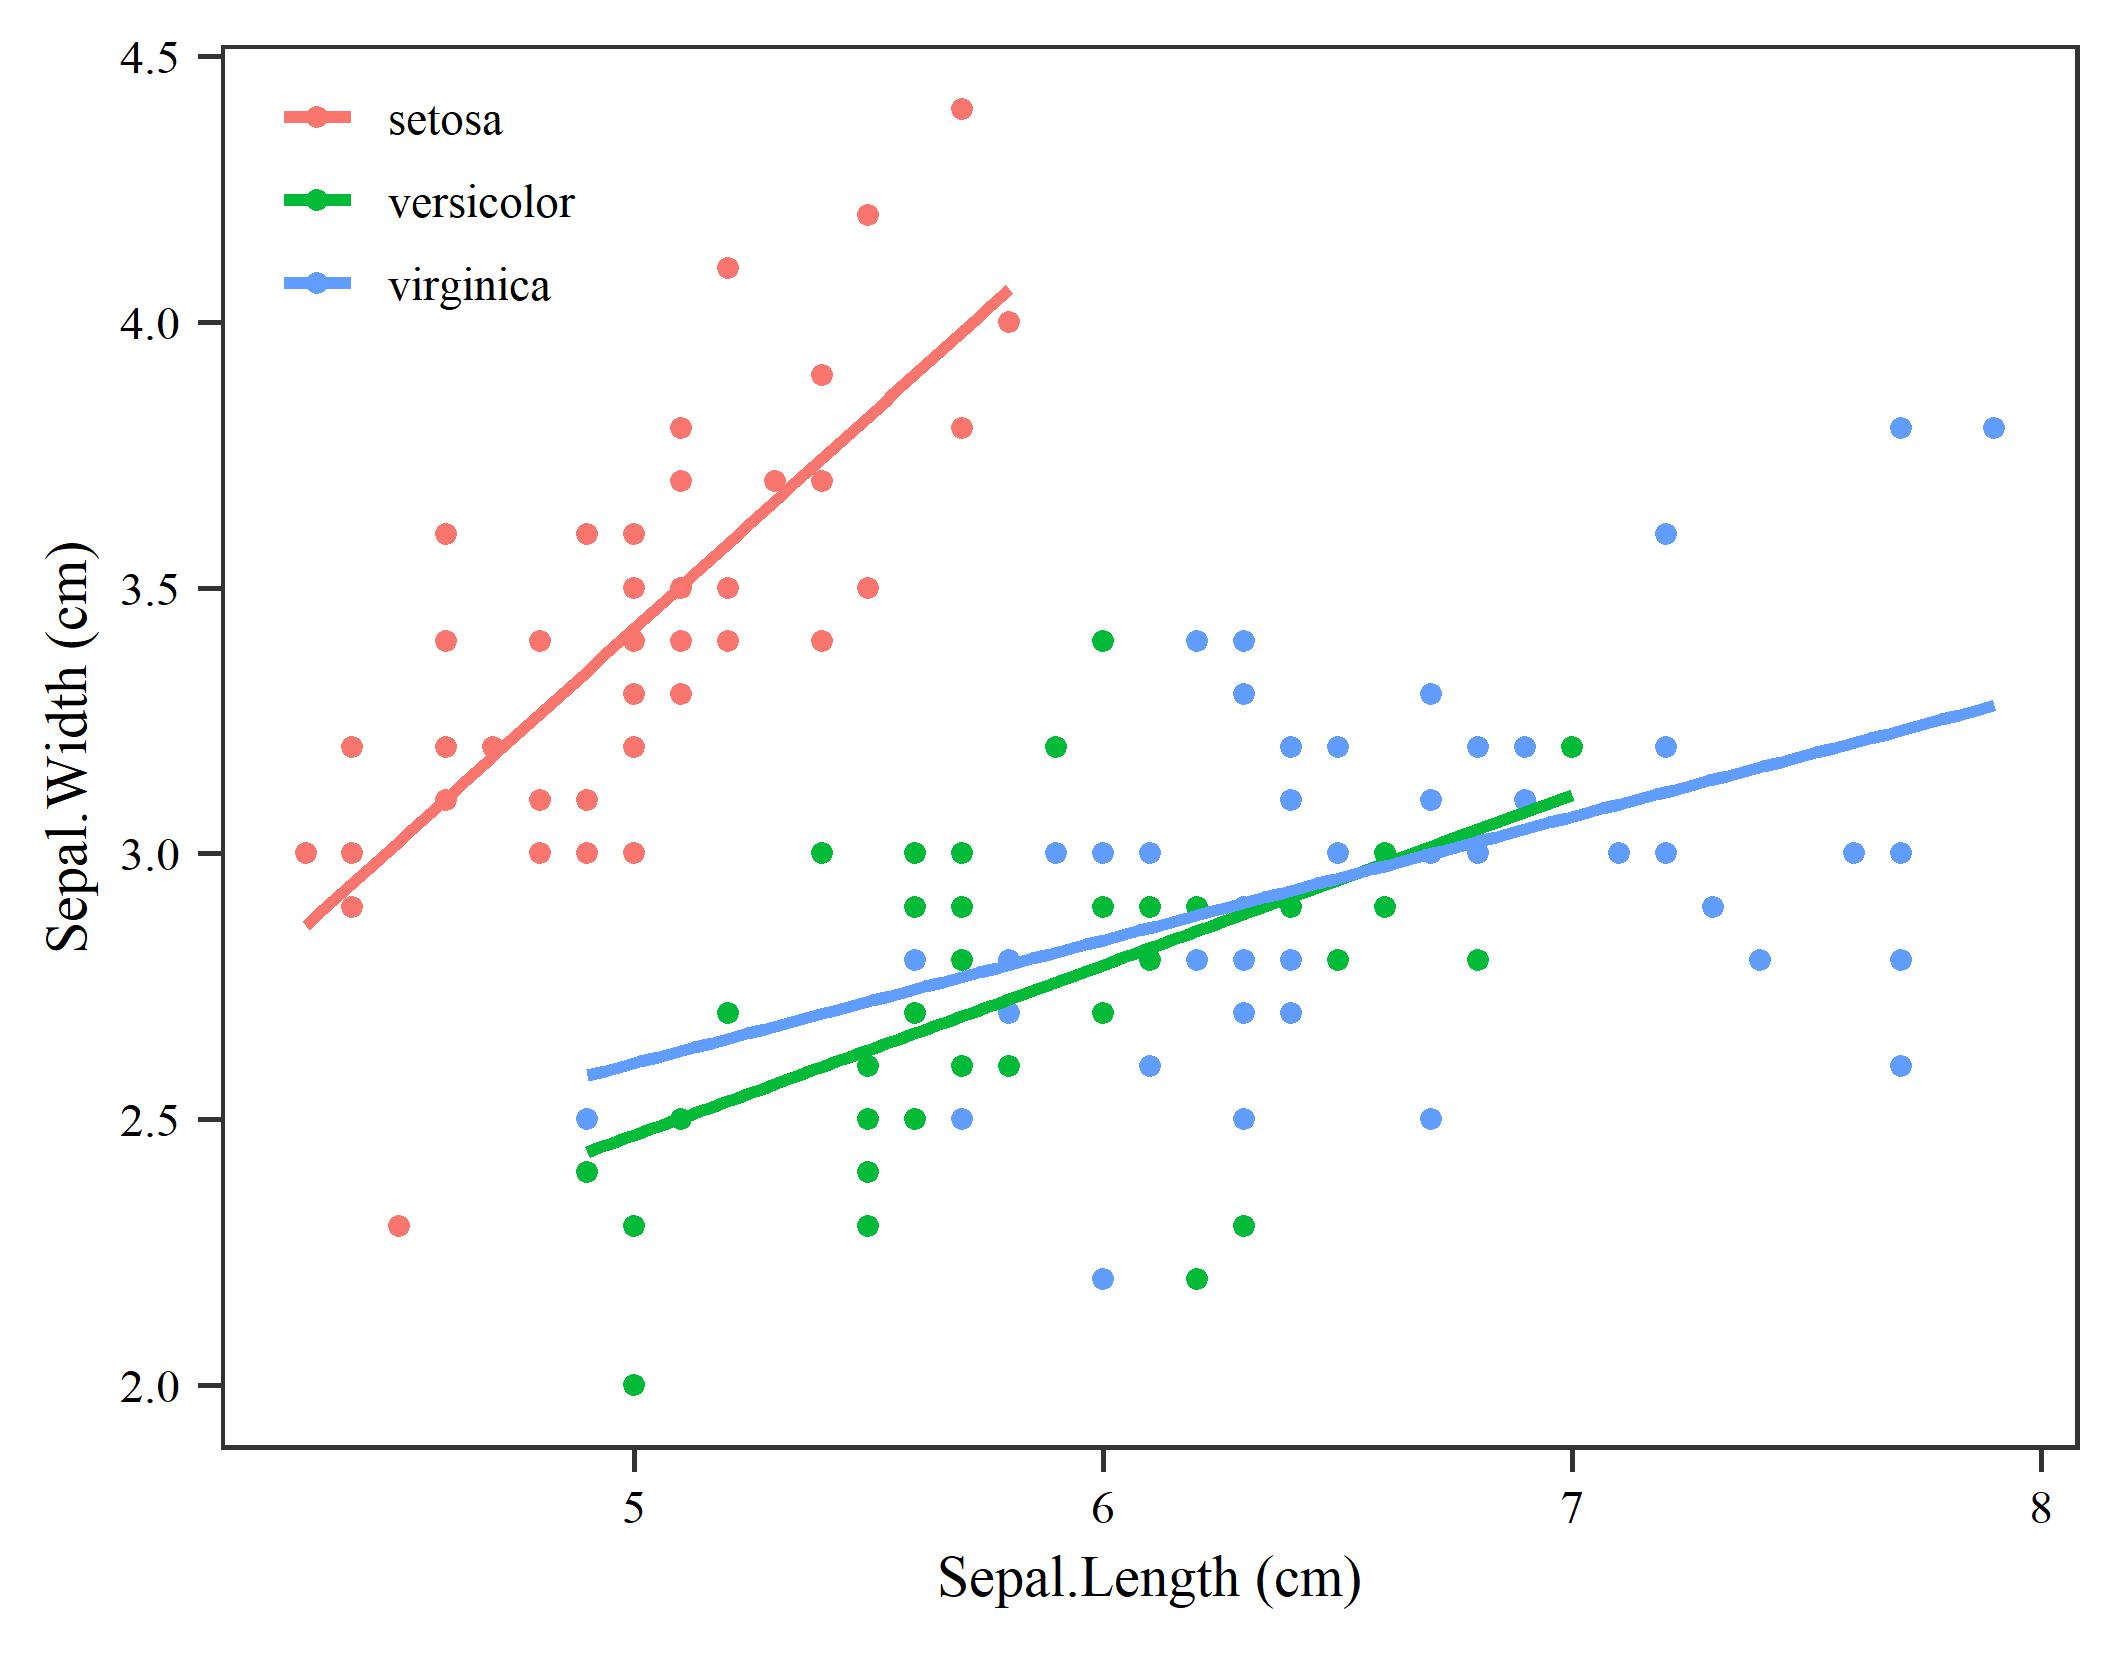 4.5
4.0
3.5
3.0
2.5
2.0
Sepal.Width (cm)
setosa
versicolor
virginica
5 6 7 8
Sepal.Length (cm)